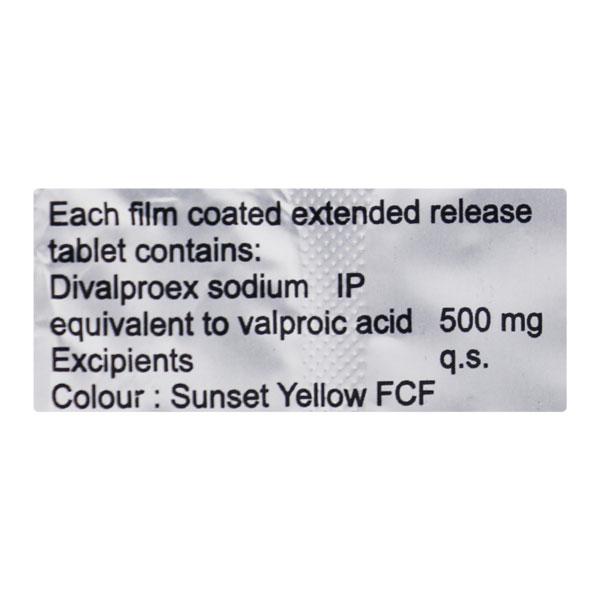 Each film coated extended release
tablet contains:
Divalproex sodium IP
equivalent to valproic acid 500 mg
Excipients q.s.
Colour : Sunset Yellow FCF